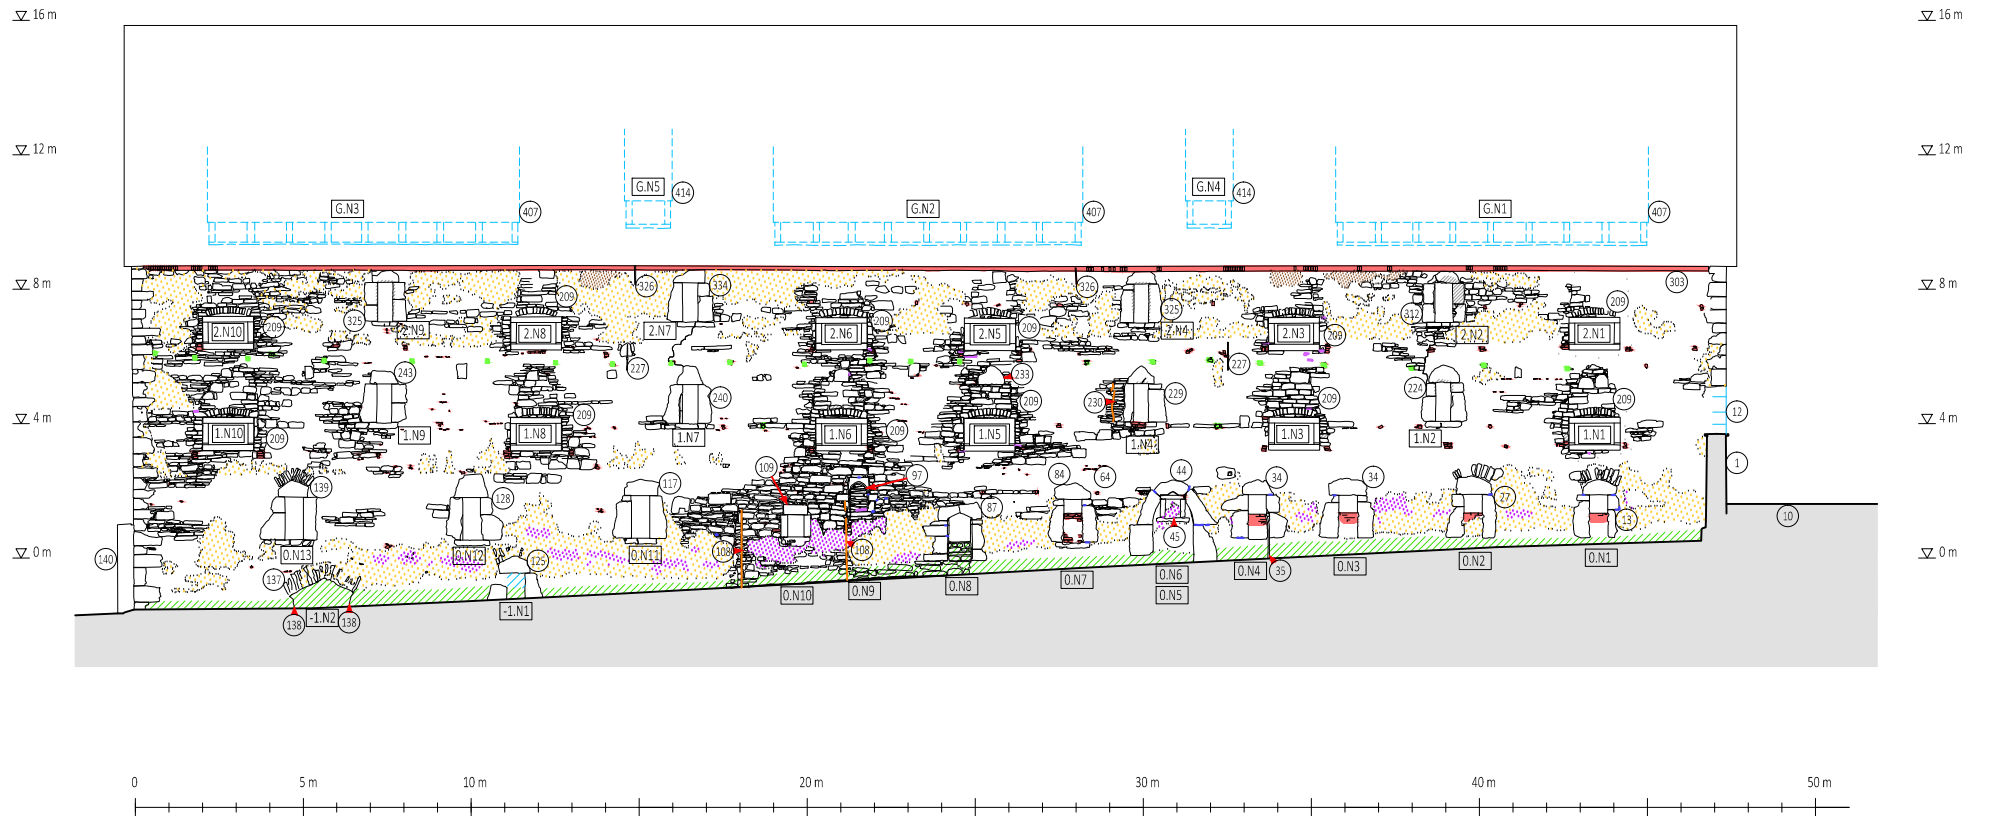 16 m 16 m
12 m 12 m
G.N5 414 G.N4 414
G.N3 407 G.N2 407 G.N1 407
8 m 326 334 326 303 8 m
209 325 325 312 209
2.N10 209 2.N9 2.N8 2.N7 2.N6 209 2.N5 209 2.N4 2.N3 209 2.N2 2.N1
243 227 233 227 224
4 m 240 209 230 229 209 209 12 4 m
1.N10 209 1.N9 1.N8 209 1.N7 1.N6 209 1.N5 1.N4 1.N3 1.N2 1.N1
109 97 84 64 44 34 34 1
139 128 117 87 27 13 10
0 m 140 0.N13 0.N12 125 0.N11 108 108 45 0 m
137 0.N10 0.N9 0.N8 0.N7 0.N6 0.N4 35 0.N3 0.N2 0.N1
0.N5
138 -1.N2 138 -1.N1
0 5 m 10 m 20 m 30 m 40 m 50 m